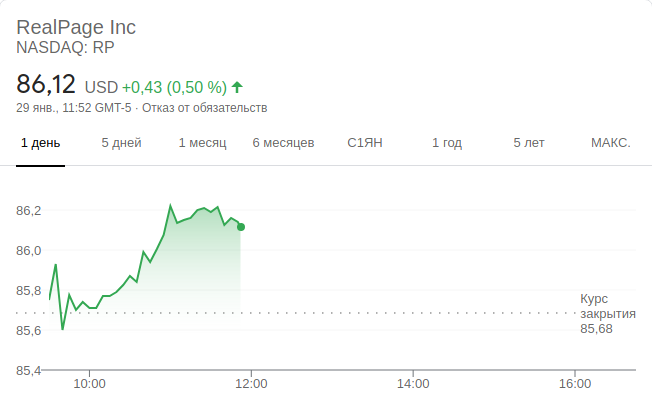 RealPage Inc
NASDAQ: RP
86,12 USD +0,43 (0,50 %)
29 янв., 11:52 GMT-5 · Отказ от обязательств
1 день 5 дней 1 месяц 6 месяцев С1ЯН 1 год 5 лет МАКС.
86,2
86,0
85,8
Курс
закрытия
85,68
85,6
85,4
10:00 12:00 14:00 16:00